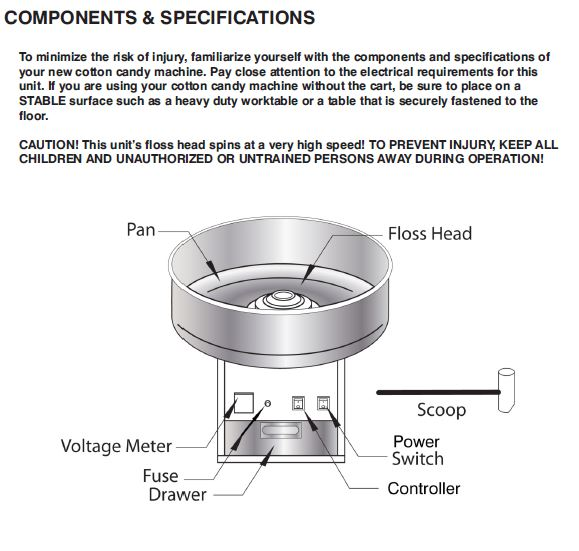 COMPONENTS & SPECIFICATIONS
To minimize the risk of injury, familiarize yourself with the components and specifications of
your new cotton candy machine. Pay close attention to the electrical requirements for this
unit. If you are using your cotton candy machine without the cart, be sure to place on a
STABLE surface such as a heavy duty worktable or a table that is securely fastened to the
floor.
CAUTION! This unit's floss head spins at a very high speed! TO PREVENT INJURY, KEEP ALL
CHILDREN AND UNAUTHORIZED OR UNTRAINED PERSONS AWAY DURING OPERATION!
Pan
Floss Head
Scoop
Voltage Meter
Power
Switch
Fuse
Controller
Drawer